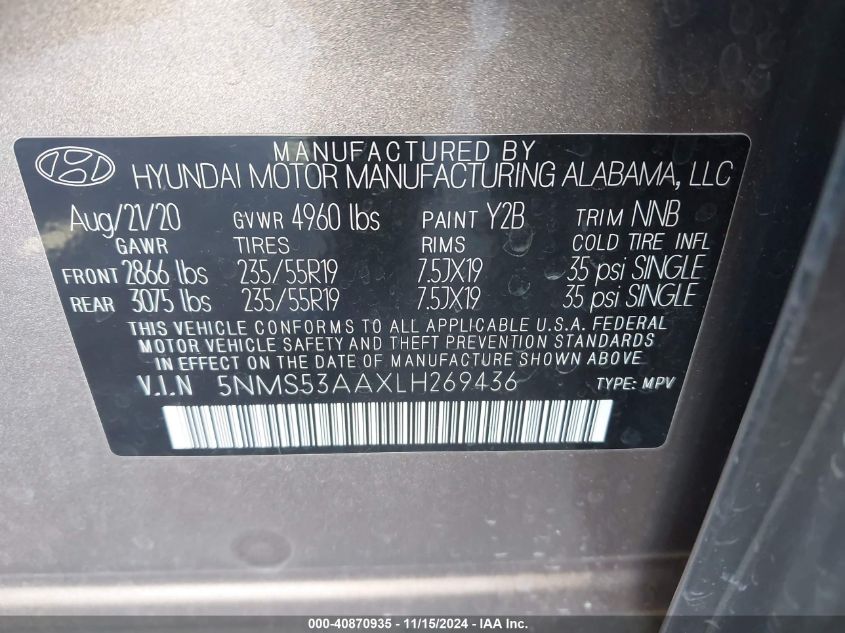 MANUFACTURED BY
HYUNDAI MOTOR MANUFACTURING ALABAMA, LLC
Aug/21/20 GVWR 4960 lbs PAINT Y2B TRIM NNB
GAWR TIRES RIMS COLD TIRE INFL
FRONT 2866 lbs 235/55R19 7.5JX19 35 psi SINGLE
REAR 3075 lbs 235/55R19 7.5JX19 35 psi SINGLE
THIS VEHICLE CONFORMS TO ALL APPLICABLE U.S.A. FEDERAL
MOTOR VEHICLE SAFETY AND THEFT PREVENTION STANDARDS
IN EFFECT ON THE DATE OF MANUFACTURE SHOWN ABOVE.
V.I.N 5NMS53AAXLH269436 TYPE: MPV
000-40870935 - 11/15/2024 - IAA Inc.